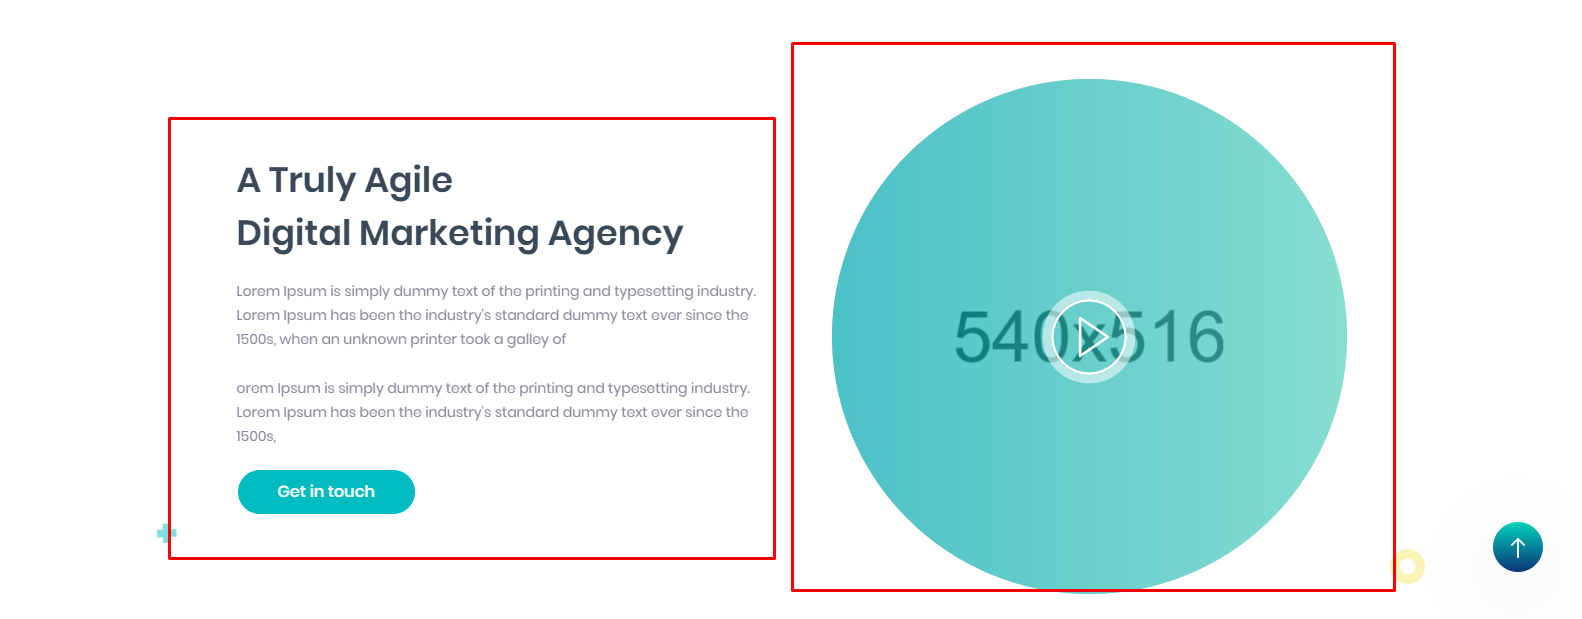 A Truly Agile
Digital Marketing Agency
Lorem Ipsum is simply dummy text of the printing and typesetting industry.
Lorem Ipsum has been the industry's standard dummy text ever since the
1500s, when an unknown printer took a galley of
orem Ipsum is simply dummy text of the printing and typesetting industry.
Lorem Ipsum has been the industry's standard dummy text ever since the
1500s,
Get in touch
540x516